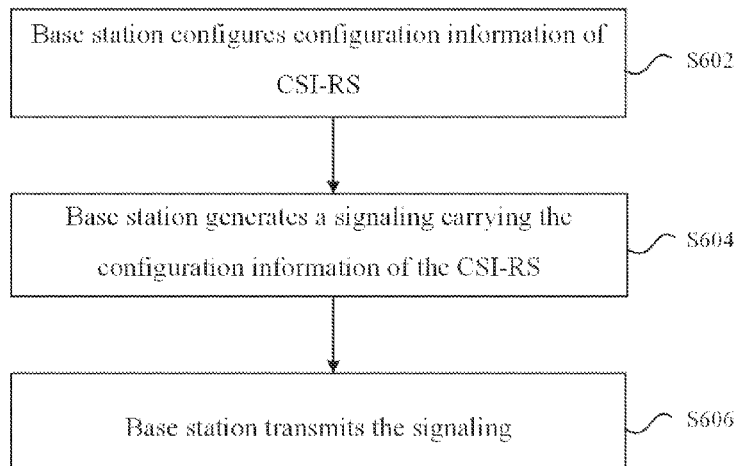 Base station configures configuration information of
CSI-RS
S602
Base station generates a signaling carrying the
configuration information of the CSI-RS
S604
Base station transmits the signaling
S606